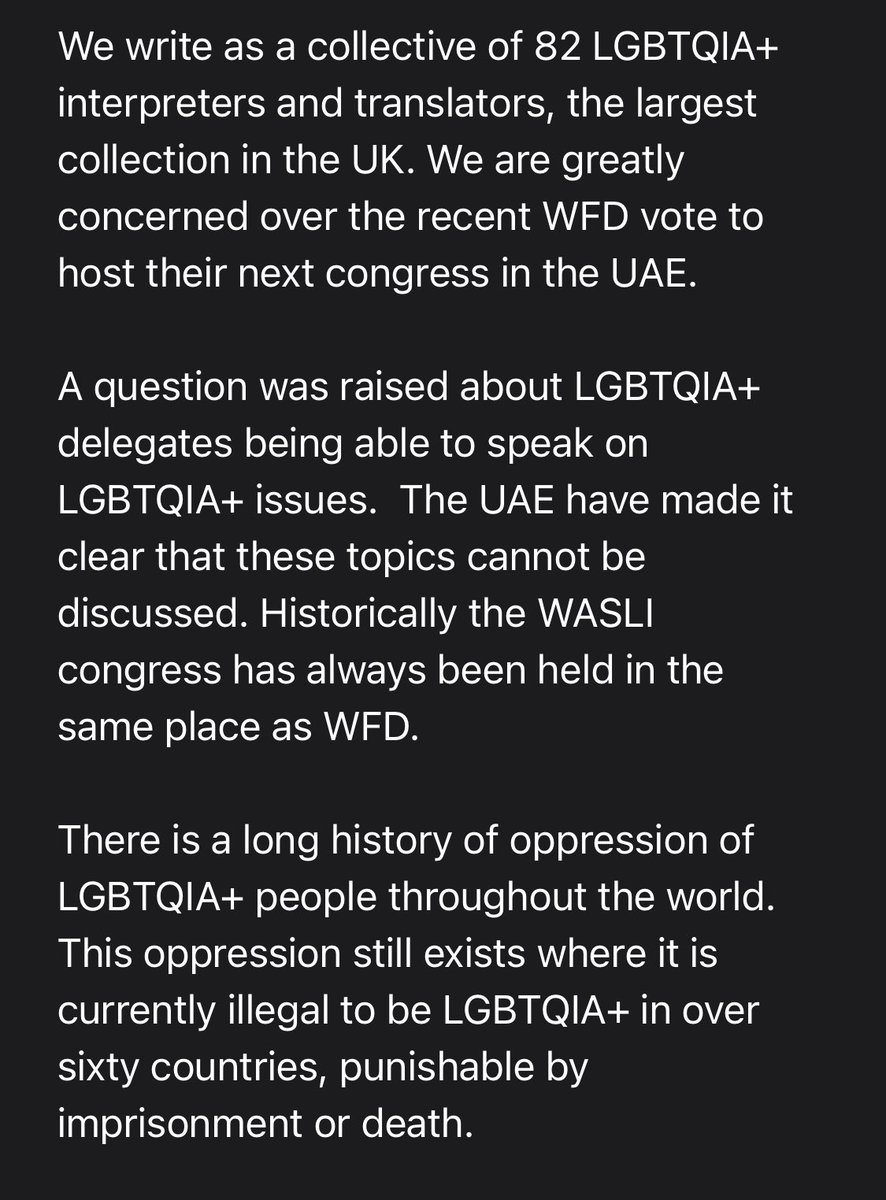 We write as a collective of 82 LGBTQIA+
interpreters and translators, the largest
collection in the UK. We are greatly
concerned over the recent WFD vote to
host their next congress in the UAE.
A question was raised about LGBTQIA+
delegates being able to speak on
LGBTQIA+ issues.  The UAE have made it
clear that these topics cannot be
discussed. Historically the WASLI
congress has always been held in the
same place as WFD.
There is a long history of oppression of
LGBTQIA+ people throughout the world.
This oppression still exists where it is
currently illegal to be LGBTQIA+ in over
sixty countries, punishable by
imprisonment or death.